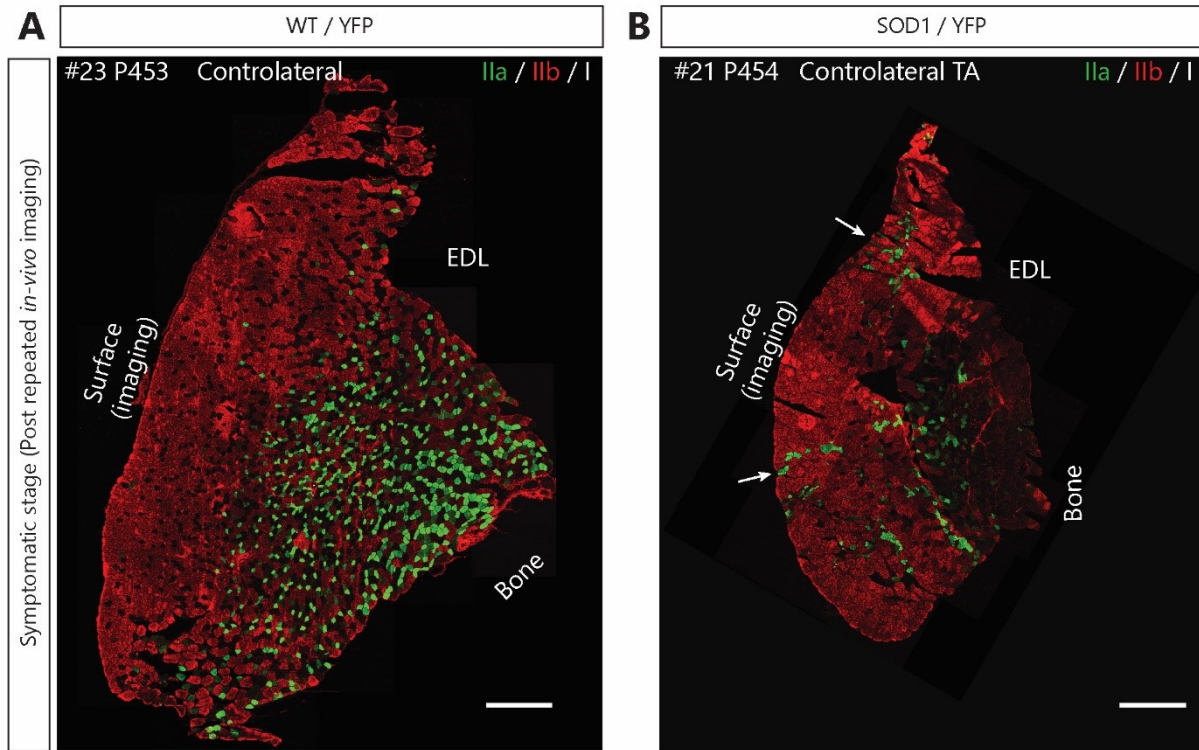 A
WT / YFP
B
SOD1 / YFP
Symptomatic stage (Post repeated in-vivo imaging)
#23 P453 Controlateral IIa / IIb / I
EDL
Surface
(imaging)
Bone
#21 P454 Controlateral TA IIa / IIb / I
EDL
Surface
(imaging)
Bone